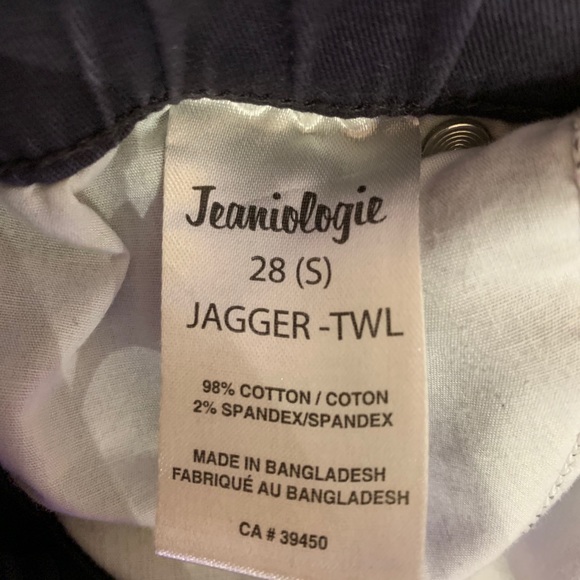 Jeaniologie
28 (S)
JAGGER -TWL
98% COTTON / COTON
2% SPANDEX/SPANDEX
MADE IN BANGLADESH
FABRIQUÉ AU BANGLADESH
CA # 39450